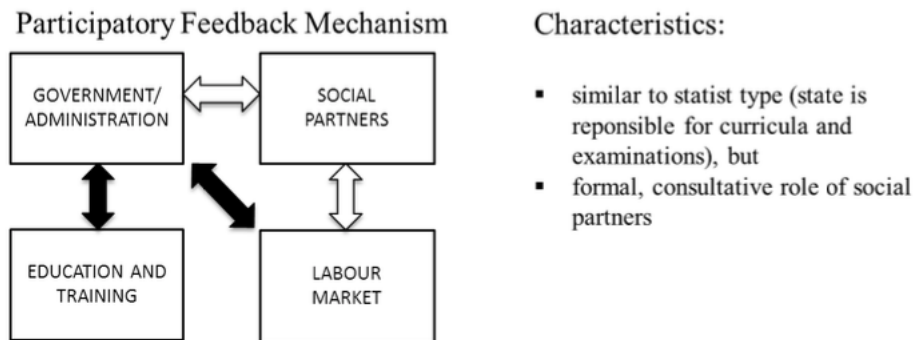 Participatory Feedback Mechanism
GOVERNMENT/
ADMINISTRATION
SOCIAL
PARTNERS
EDUCATION AND
TRAINING
LABOUR
MARKET
Characteristics:
▪ similar to statist type (state is
reponsible for curricula and
examinations), but
▪ formal, consultative role of social
partners